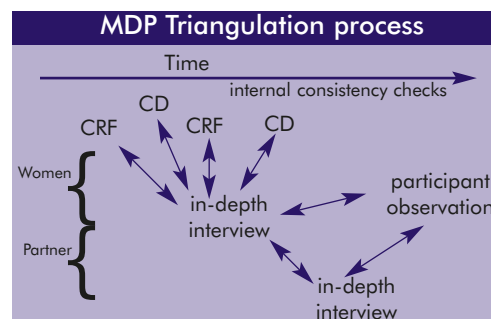 MDP Triangulation process
Time
internal consistency checks
CD
CRF
CRF
CD
Women
in-depth
interview
participant
observation
Partner
in-depth
interview